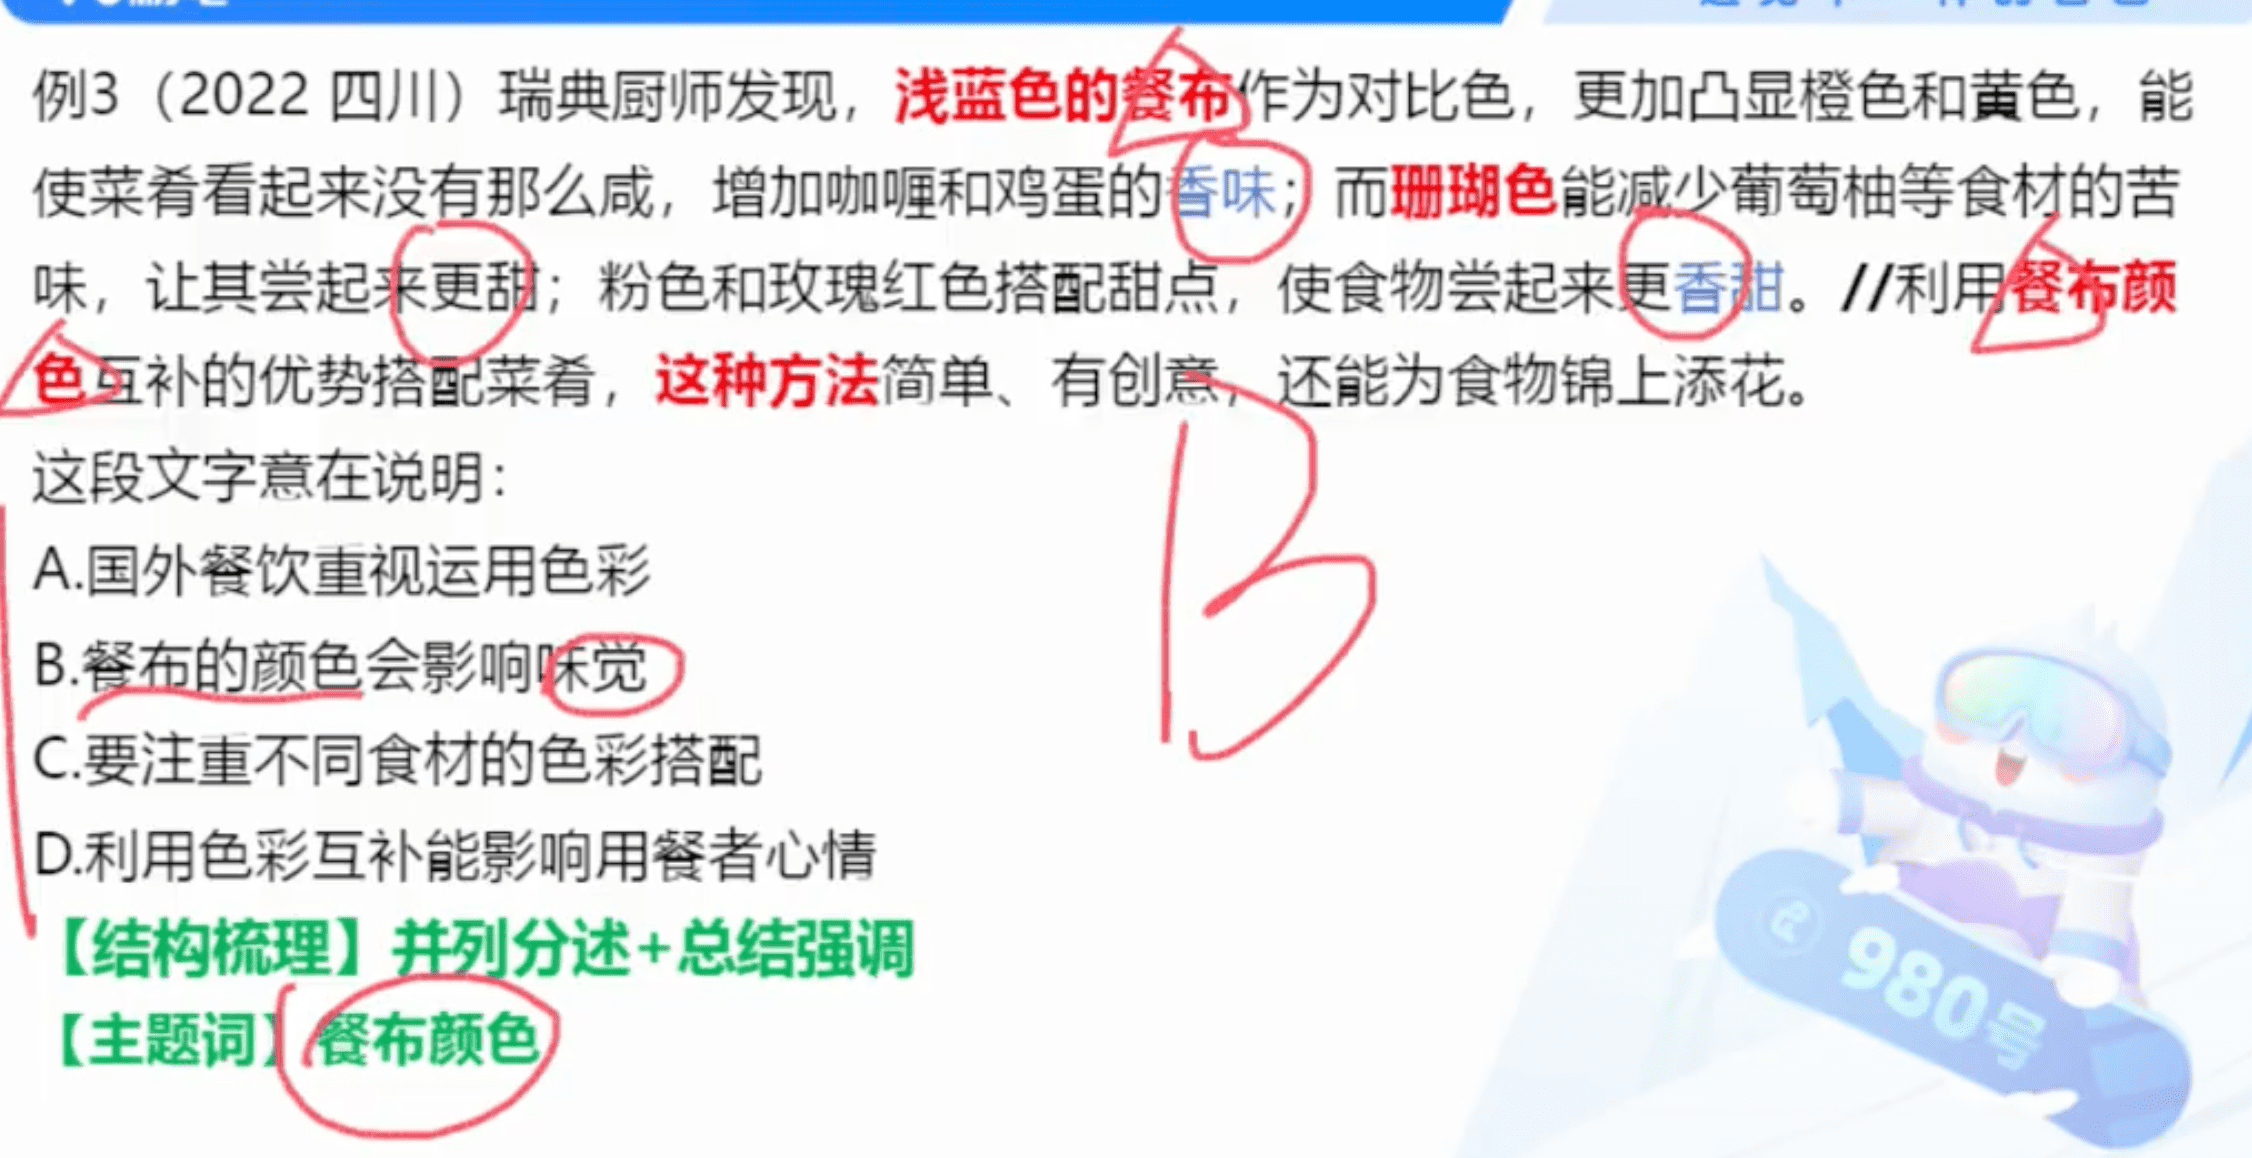 例3（2022 四川）瑞典厨师发现，浅蓝色的餐布作为对比色，更加凸显橙色和黄色，能
使菜肴看起来没有那么咸，增加咖喱和鸡蛋的香味；而珊瑚色能减少葡萄柚等食材的苦
味，让其尝起来更甜；粉色和玫瑰红色搭配甜点，使食物尝起来更香甜。//利用餐布颜
色互补的优势搭配菜肴，这种方法简单、有创意，还能为食物锦上添花。
这段文字意在说明：
A.国外餐饮重视运用色彩
B.餐布的颜色会影响味觉
C.要注重不同食材的色彩搭配
D.利用色彩互补能影响用餐者心情
【结构梳理】并列分述+总结强调
【主题词】餐布颜色
B
980号